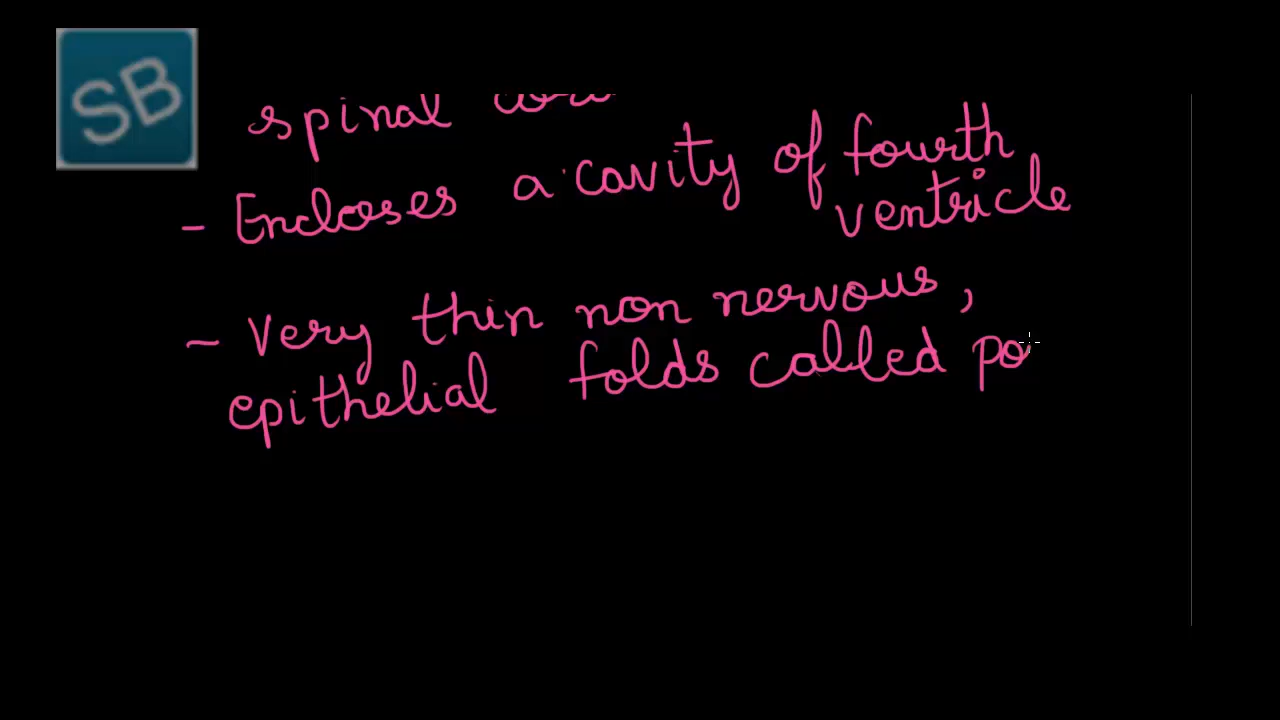 SB
spinal
- Encloses a cavity of fourth
ventricle
- Very thin non nervous,
epithelial folds called po